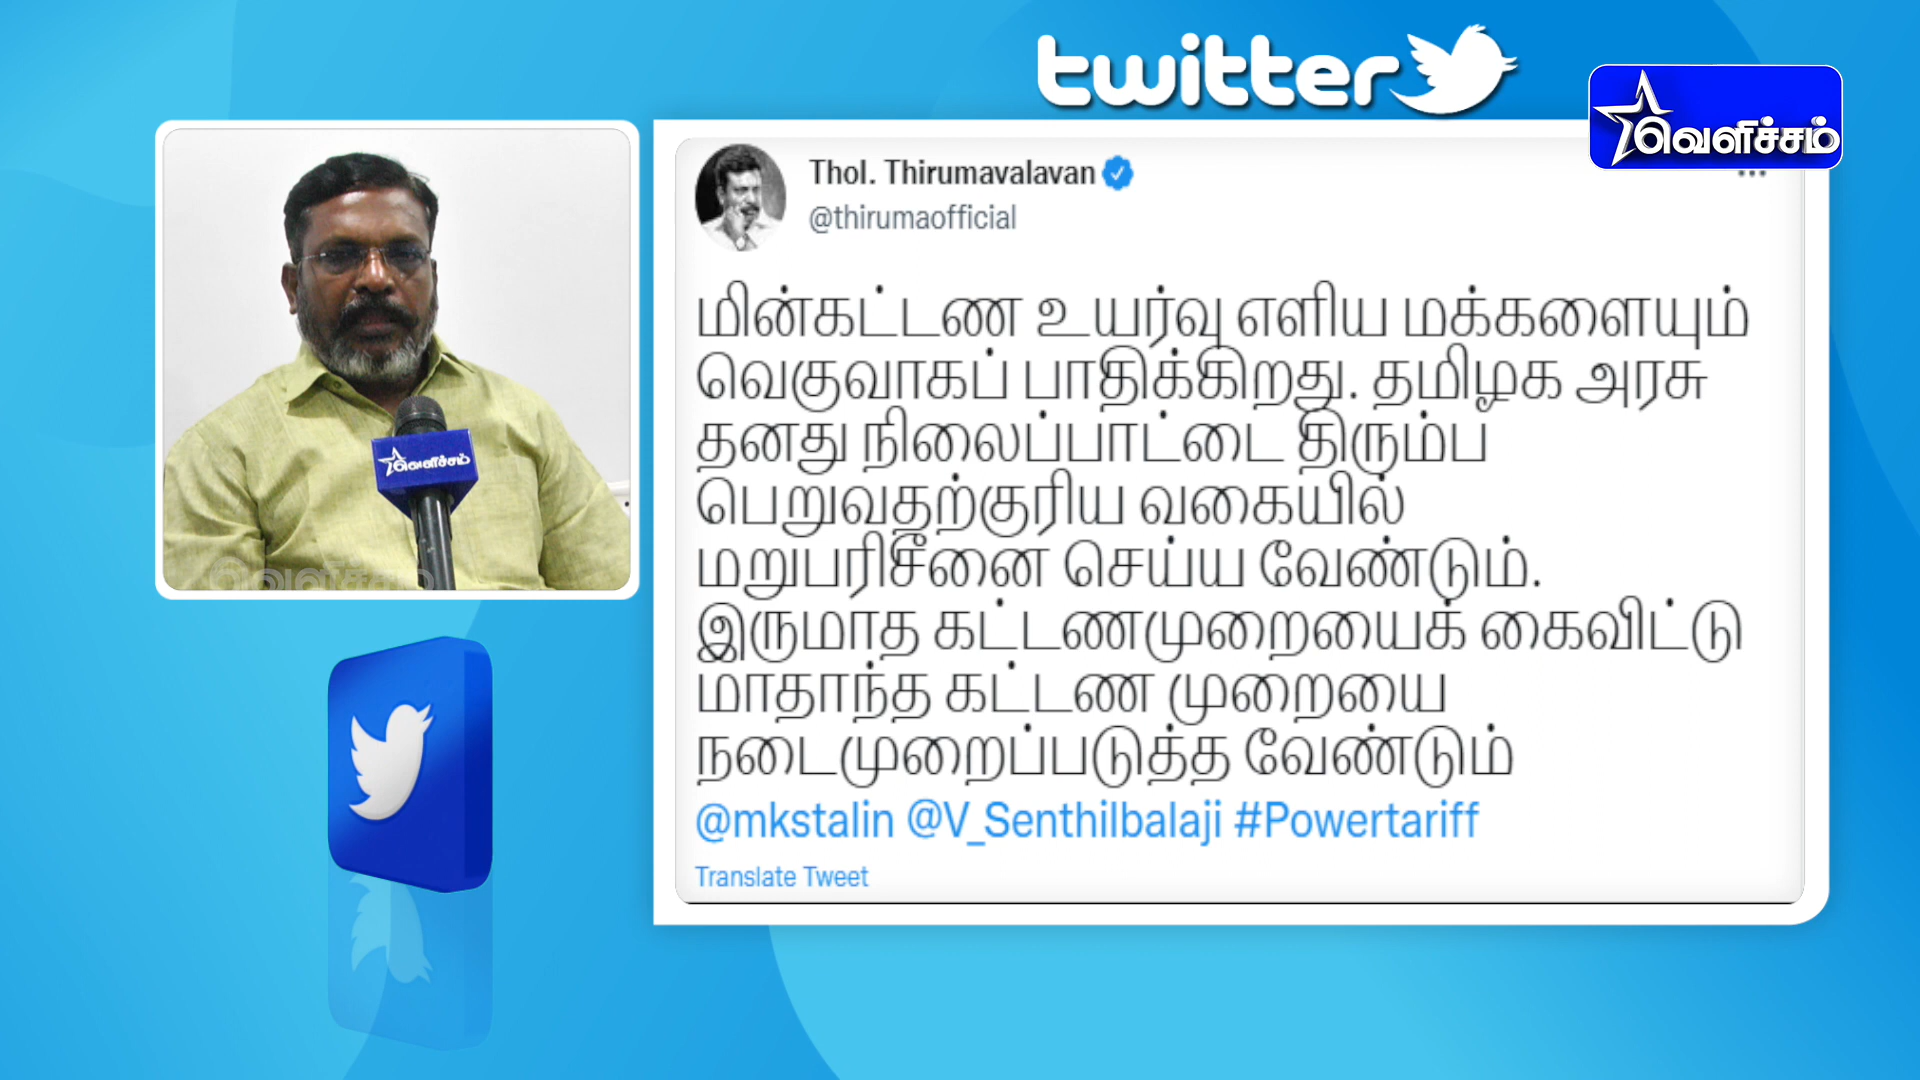 twitter
வெளிச்சம்
Thol. Thirumavalavan
@thirumaofficial
மின்கட்டண உயர்வு எளிய மக்களையும்
வெகுவாகப் பாதிக்கிறது. தமிழக அரசு
தனது நிலைப்பாட்டை திரும்ப
பெறுவதற்குரிய வகையில்
மறுபரிசீனை செய்ய வேண்டும்.
இருமாத கட்டணமுறையைக் கைவிட்டு
மாதாந்த கட்டண முறையை
நடைமுறைப்படுத்த வேண்டும்
@mkstalin @V_Senthilbalaji #Powertariff
Translate Tweet
வெளிச்சம்
வெளிச்சம்